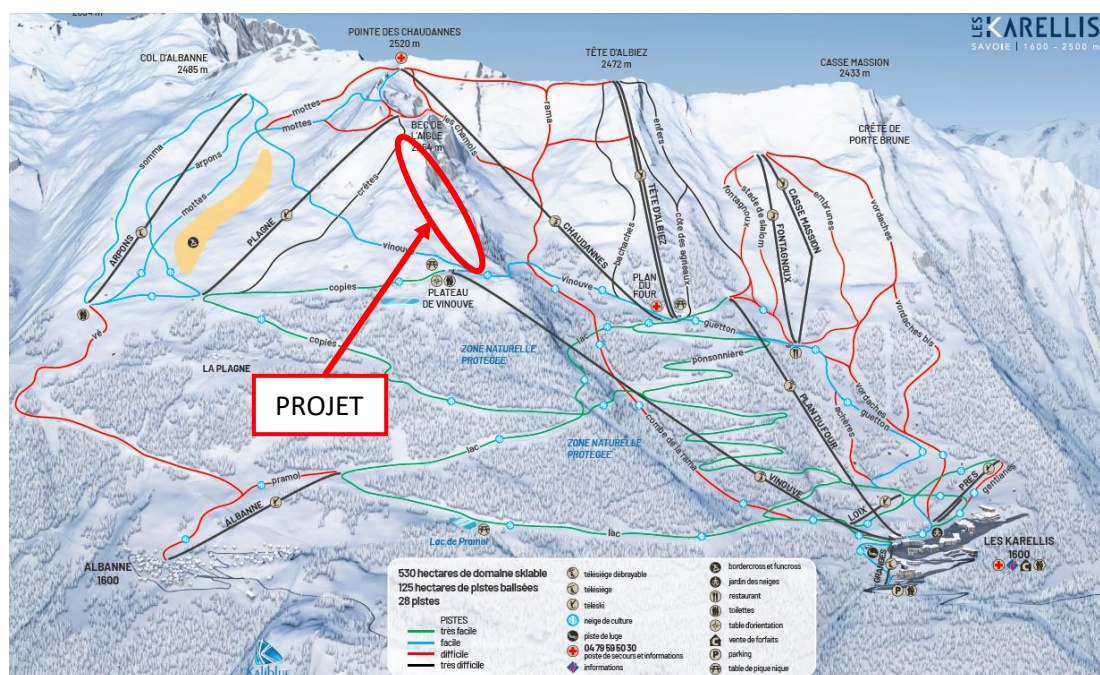 LES KARELLIS
SAVOIE | 1600 - 2500 m
POINTE DES CHAUDANNES
2520 m
COL D'ALBANNE
2485 m
TÊTE D'ALBIEZ
2472 m
CASSE MASSION
2433 m
CRÊTE DE
PORTE BRUNE
BEC DE
L'AIGLE
mottes
mottes
mottes
somma
arpons
ARPONS
PLAGNE
crêtes
les chamois
rama
enfers
TÊTE D'ALBIEZ
bachaches
côte des agneaux
CHAUDANNES
fontagnoux
stade de slalom
FONTAGNOUX
CASSE MASSION
embrunes
vordaches
vordaches bis
vinouve
vinouve
PLAN
DU
FOUR
PLATEAU
DE VINOUVE
copies
copies
guetton
ponsonnière
lac
ZONE NATURELLE
PROTEGEE
LA PLAGNE
vé
PROJET
ZONE NATURELLE
PROTEGEE
combe de la rama
PLAN DU FOUR
achères
vordaches
guetton
lac
VINOUVE
pramol
ALBANNE
LOIX
PRES
gentianes
Lac de Pramol
lac
GRANGES
ALBANNE
1600
LES KARELLIS
1600
530 hectares de domaine skiable
125 hectares de pistes balisées
28 pistes
PISTES
très facile
facile
difficile
très difficile
télésiège débrayable
télésiège
téléski
neige de culture
piste de luge
04 79 59 50 30
poste de secours et informations
informations
bordercross et funcross
jardin des neiges
restaurant
toilettes
table d'orientation
vente de forfaits
P parking
table de pique nique
Kaliblue